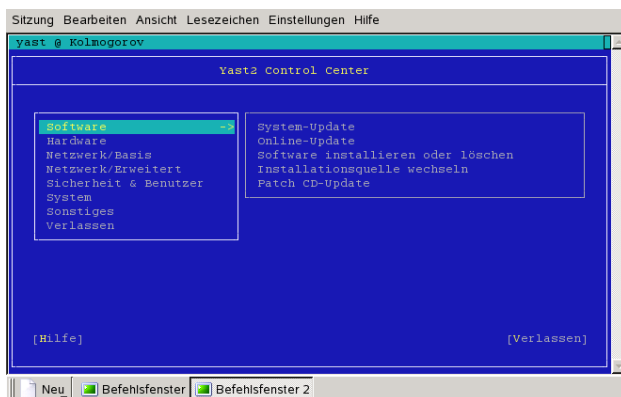 Sitzung Bearbeiten Ansicht Lesezeichen Einstellungen Hilfe
yast @ Kolmogorov
Yast2 Control Center
Software ->
Hardware
Netzwerk/Basis
Netzwerk/Erweitert
Sicherheit & Benutzer
System
Sonstiges
Verlassen
System-Update
Online-Update
Software installieren oder löschen
Installationsquelle wechseln
Patch CD-Update
[Hilfe] [Verlassen]
Neu Befehlsfenster Befehlsfenster 2